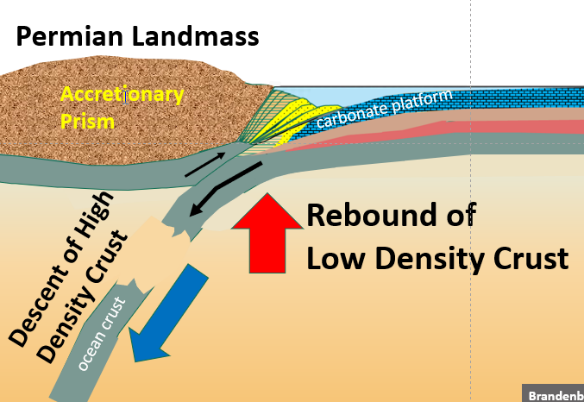 Permian Landmass
Accretionary
Prism
carbonate platform
Rebound of
Low Density Crust
Descent of High
Density Crust
ocean crust
Brandenb